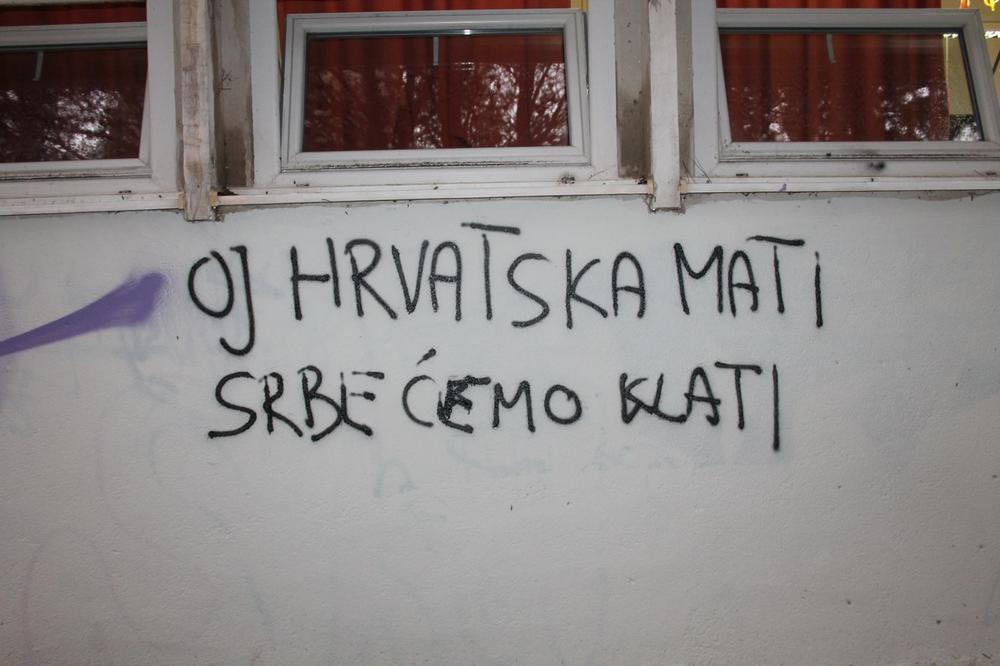 OJ HRVATSKA MATI
SRBE ĆEMO KLATI